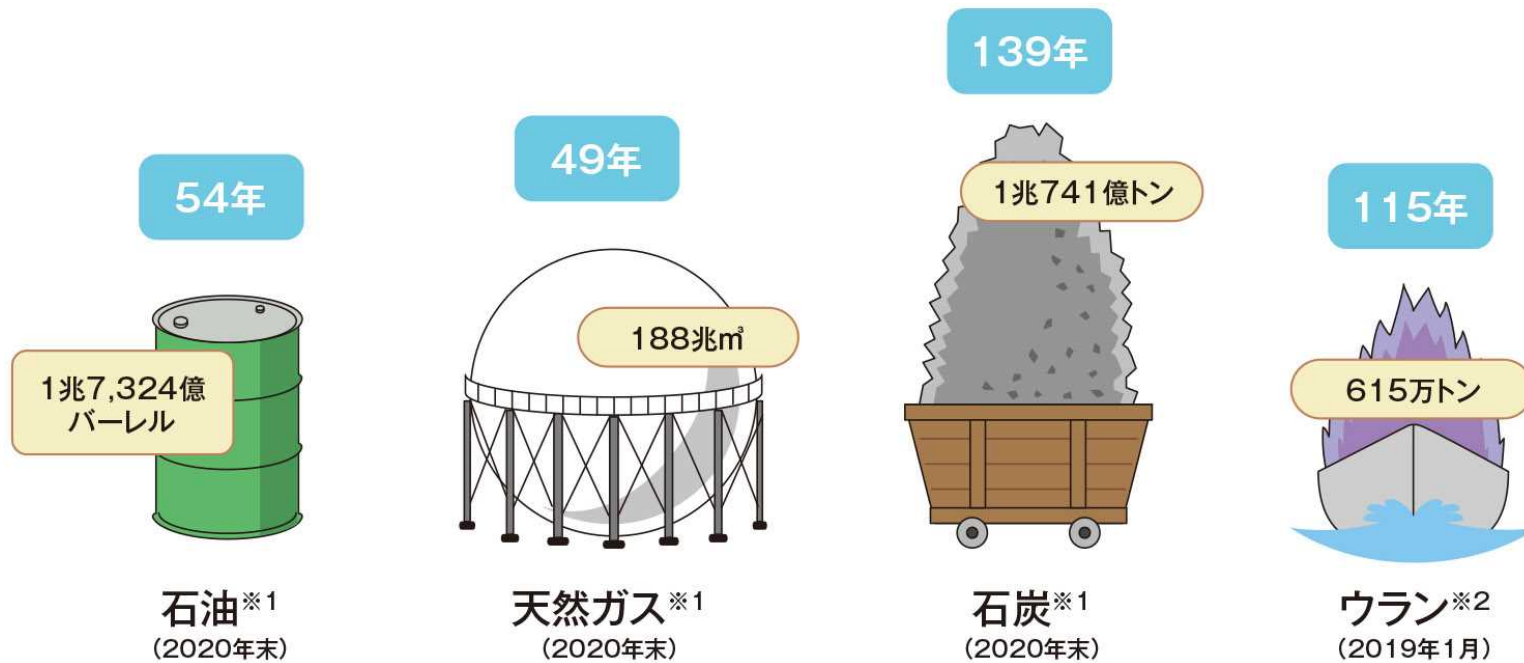 54年
1兆7,324億
バーレル
石油※1
（2020年末）
49年
188兆㎥
天然ガス※1
（2020年末）
139年
1兆741億トン
石炭※1
（2020年末）
115年
615万トン
ウラン※2
（2019年1月）